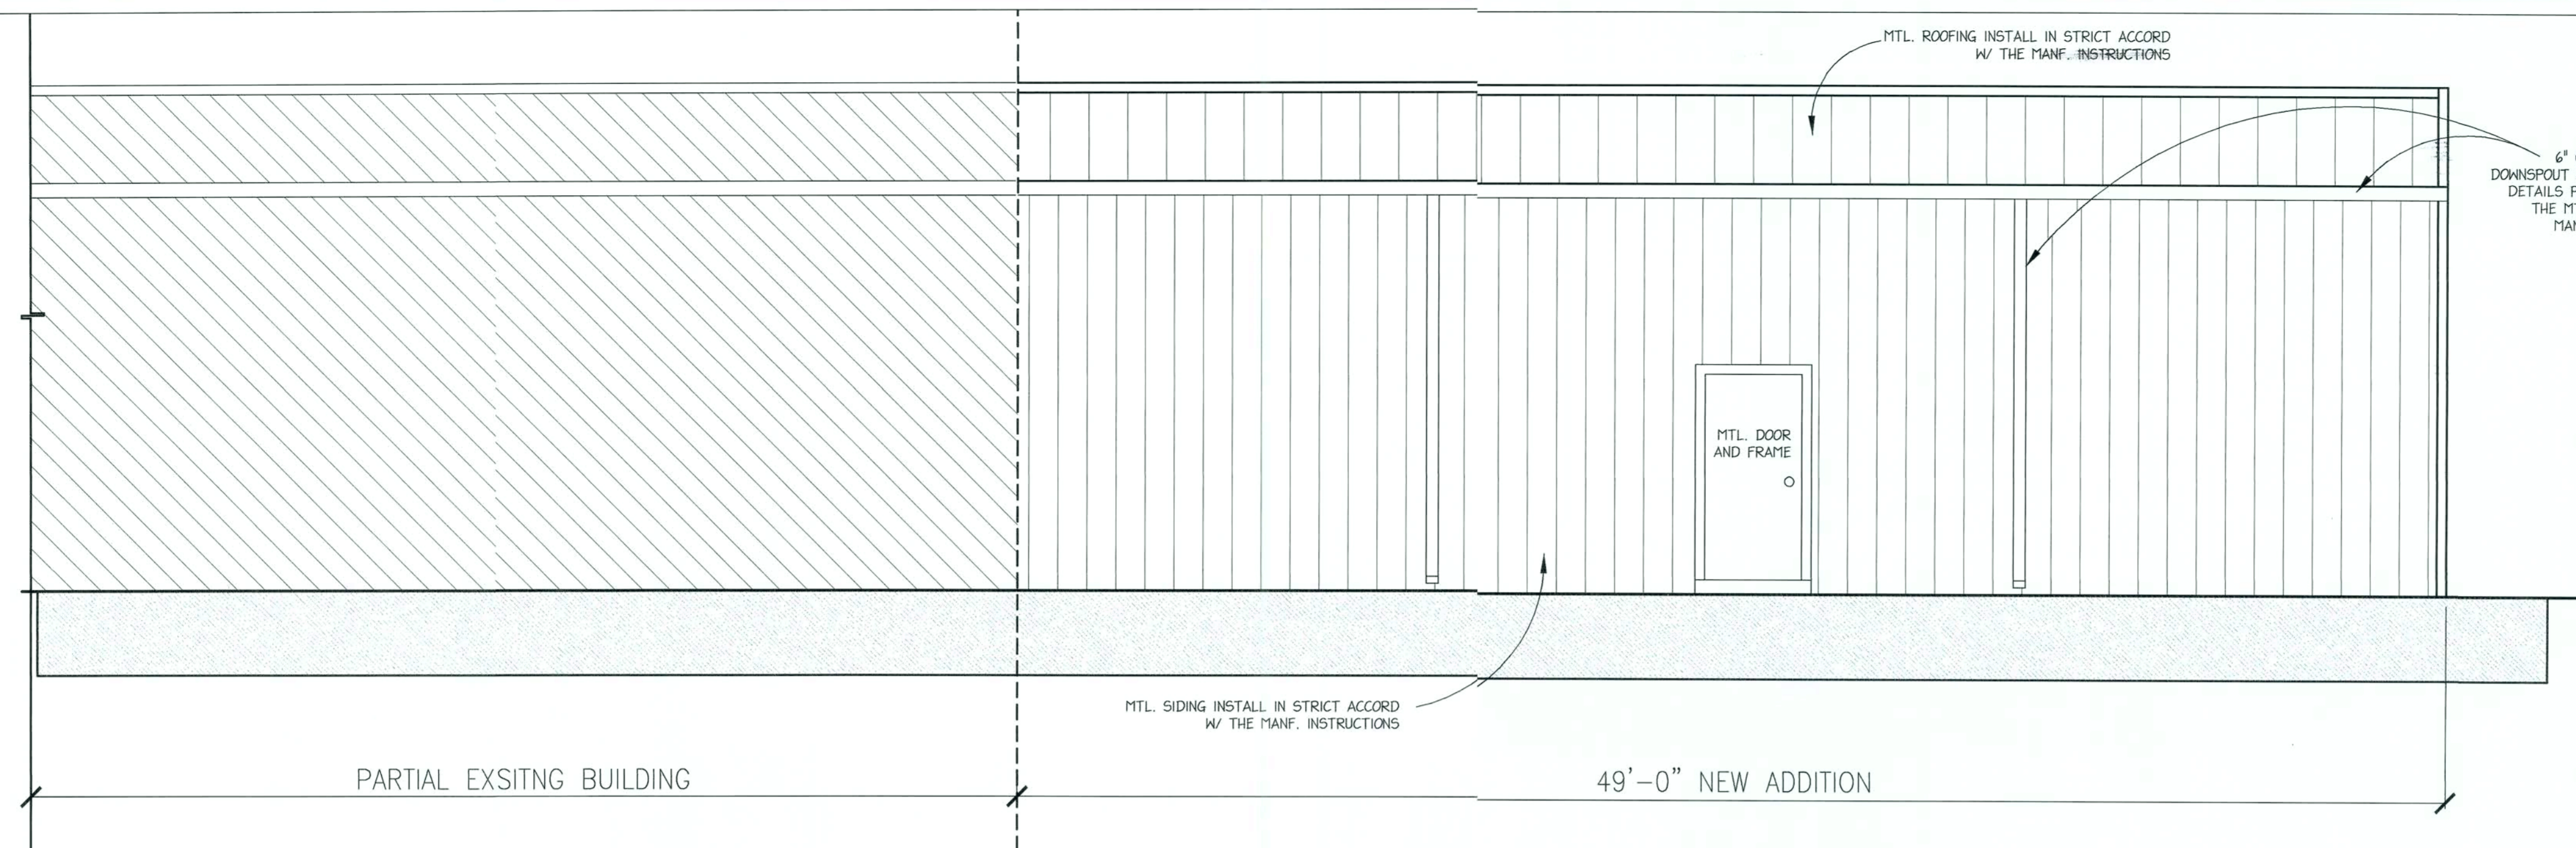 MTL. ROOFING INSTALL IN STRICT ACCORD
W/ THE MANF. INSTRUCTIONS
6"
DOWNSPOUT
DETAILS
THE
MTL. DOOR
AND FRAME
MTL. SIDING INSTALL IN STRICT ACCORD
W/ THE MANF. INSTRUCTIONS
PARTIAL EXSITNG BUILDING
49'-0" NEW ADDITION